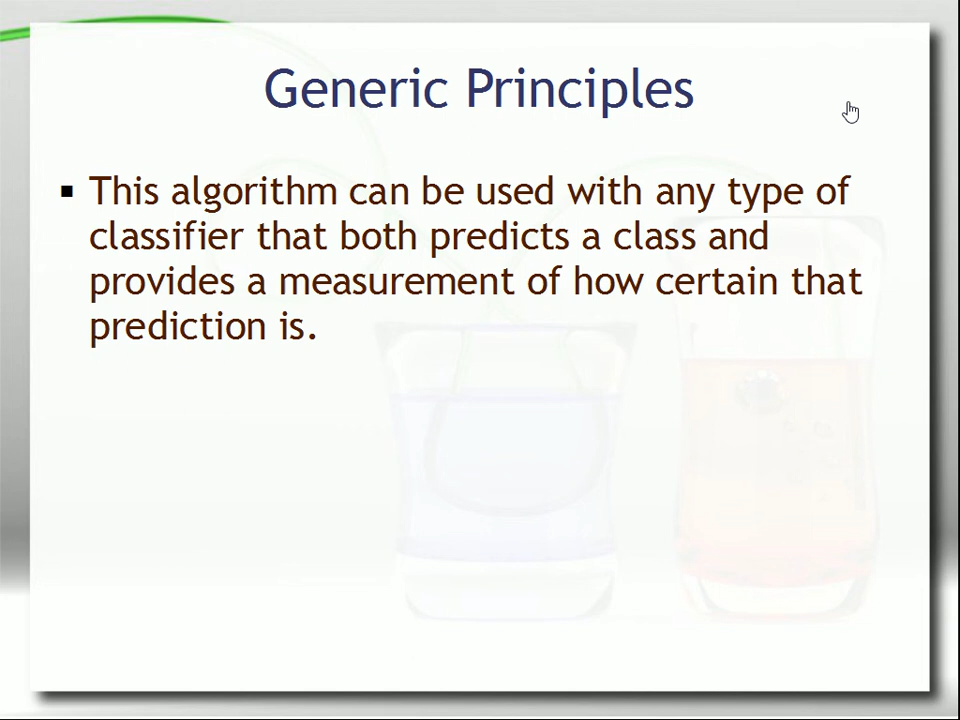 Generic Principles
▪ This algorithm can be used with any type of
classifier that both predicts a class and
provides a measurement of how certain that
prediction is.